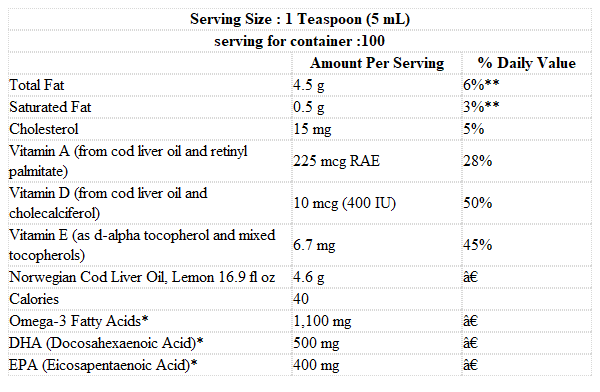 Serving Size : 1 Teaspoon (5 mL)
serving for container :100
Amount Per Serving % Daily Value
Total Fat 4.5 g 6%**
Saturated Fat 0.5 g 3%**
Cholesterol 15 mg 5%
Vitamin A (from cod liver oil and retinyl
palmitate) 225 mcg RAE 28%
Vitamin D (from cod liver oil and
cholecalciferol) 10 mcg (400 IU) 50%
Vitamin E (as d-alpha tocopherol and mixed
tocopherols) 6.7 mg 45%
Norwegian Cod Liver Oil, Lemon 16.9 fl oz 4.6 g â€
Calories 40
Omega-3 Fatty Acids* 1,100 mg â€
DHA (Docosahexaenoic Acid)* 500 mg â€
EPA (Eicosapentaenoic Acid)* 400 mg â€